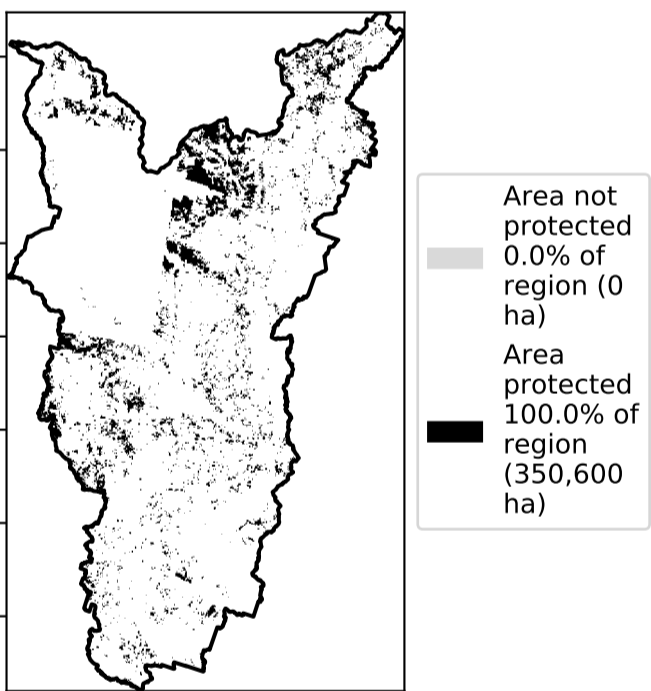 Area not
protected
0.0% of
region (0
ha)
Area
protected
100.0% of
region
(350,600
ha)